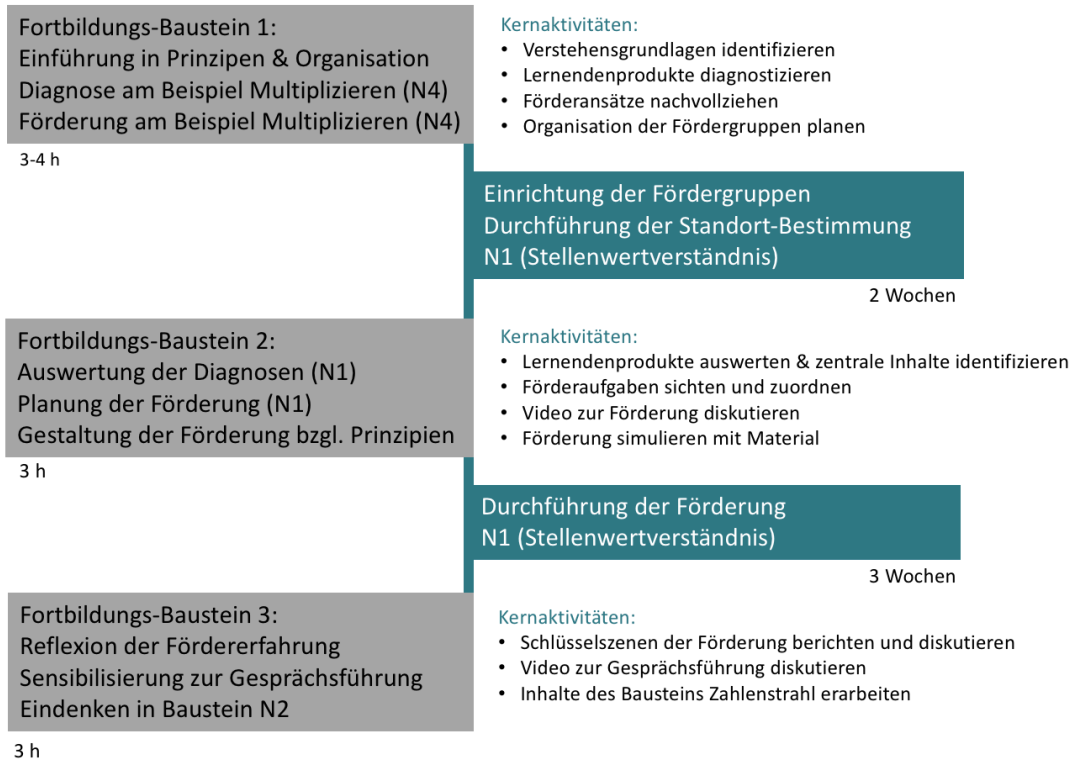 Fortbildungs-Baustein 1:
Einführung in Prinzipen & Organisation
Diagnose am Beispiel Multiplizieren (N4)
Förderung am Beispiel Multiplizieren (N4)
3-4 h
Kernaktivitäten:
• Verstehensgrundlagen identifizieren
• Lernendenprodukte diagnostizieren
• Förderansätze nachvollziehen
• Organisation der Fördergruppen planen
Einrichtung der Fördergruppen
Durchführung der Standort-Bestimmung
N1 (Stellenwertverständnis)
2 Wochen
Fortbildungs-Baustein 2:
Auswertung der Diagnosen (N1)
Planung der Förderung (N1)
Gestaltung der Förderung bzgl. Prinzipien
3 h
Kernaktivitäten:
• Lernendenprodukte auswerten & zentrale Inhalte identifizieren
• Förderaufgaben sichten und zuordnen
• Video zur Förderung diskutieren
• Förderung simulieren mit Material
Durchführung der Förderung
N1 (Stellenwertverständnis)
3 Wochen
Fortbildungs-Baustein 3:
Reflexion der Fördererfahrung
Sensibilisierung zur Gesprächsführung
Eindenken in Baustein N2
3 h
Kernaktivitäten:
• Schlüsselszenen der Förderung berichten und diskutieren
• Video zur Gesprächsführung diskutieren
• Inhalte des Bausteins Zahlenstrahl erarbeiten